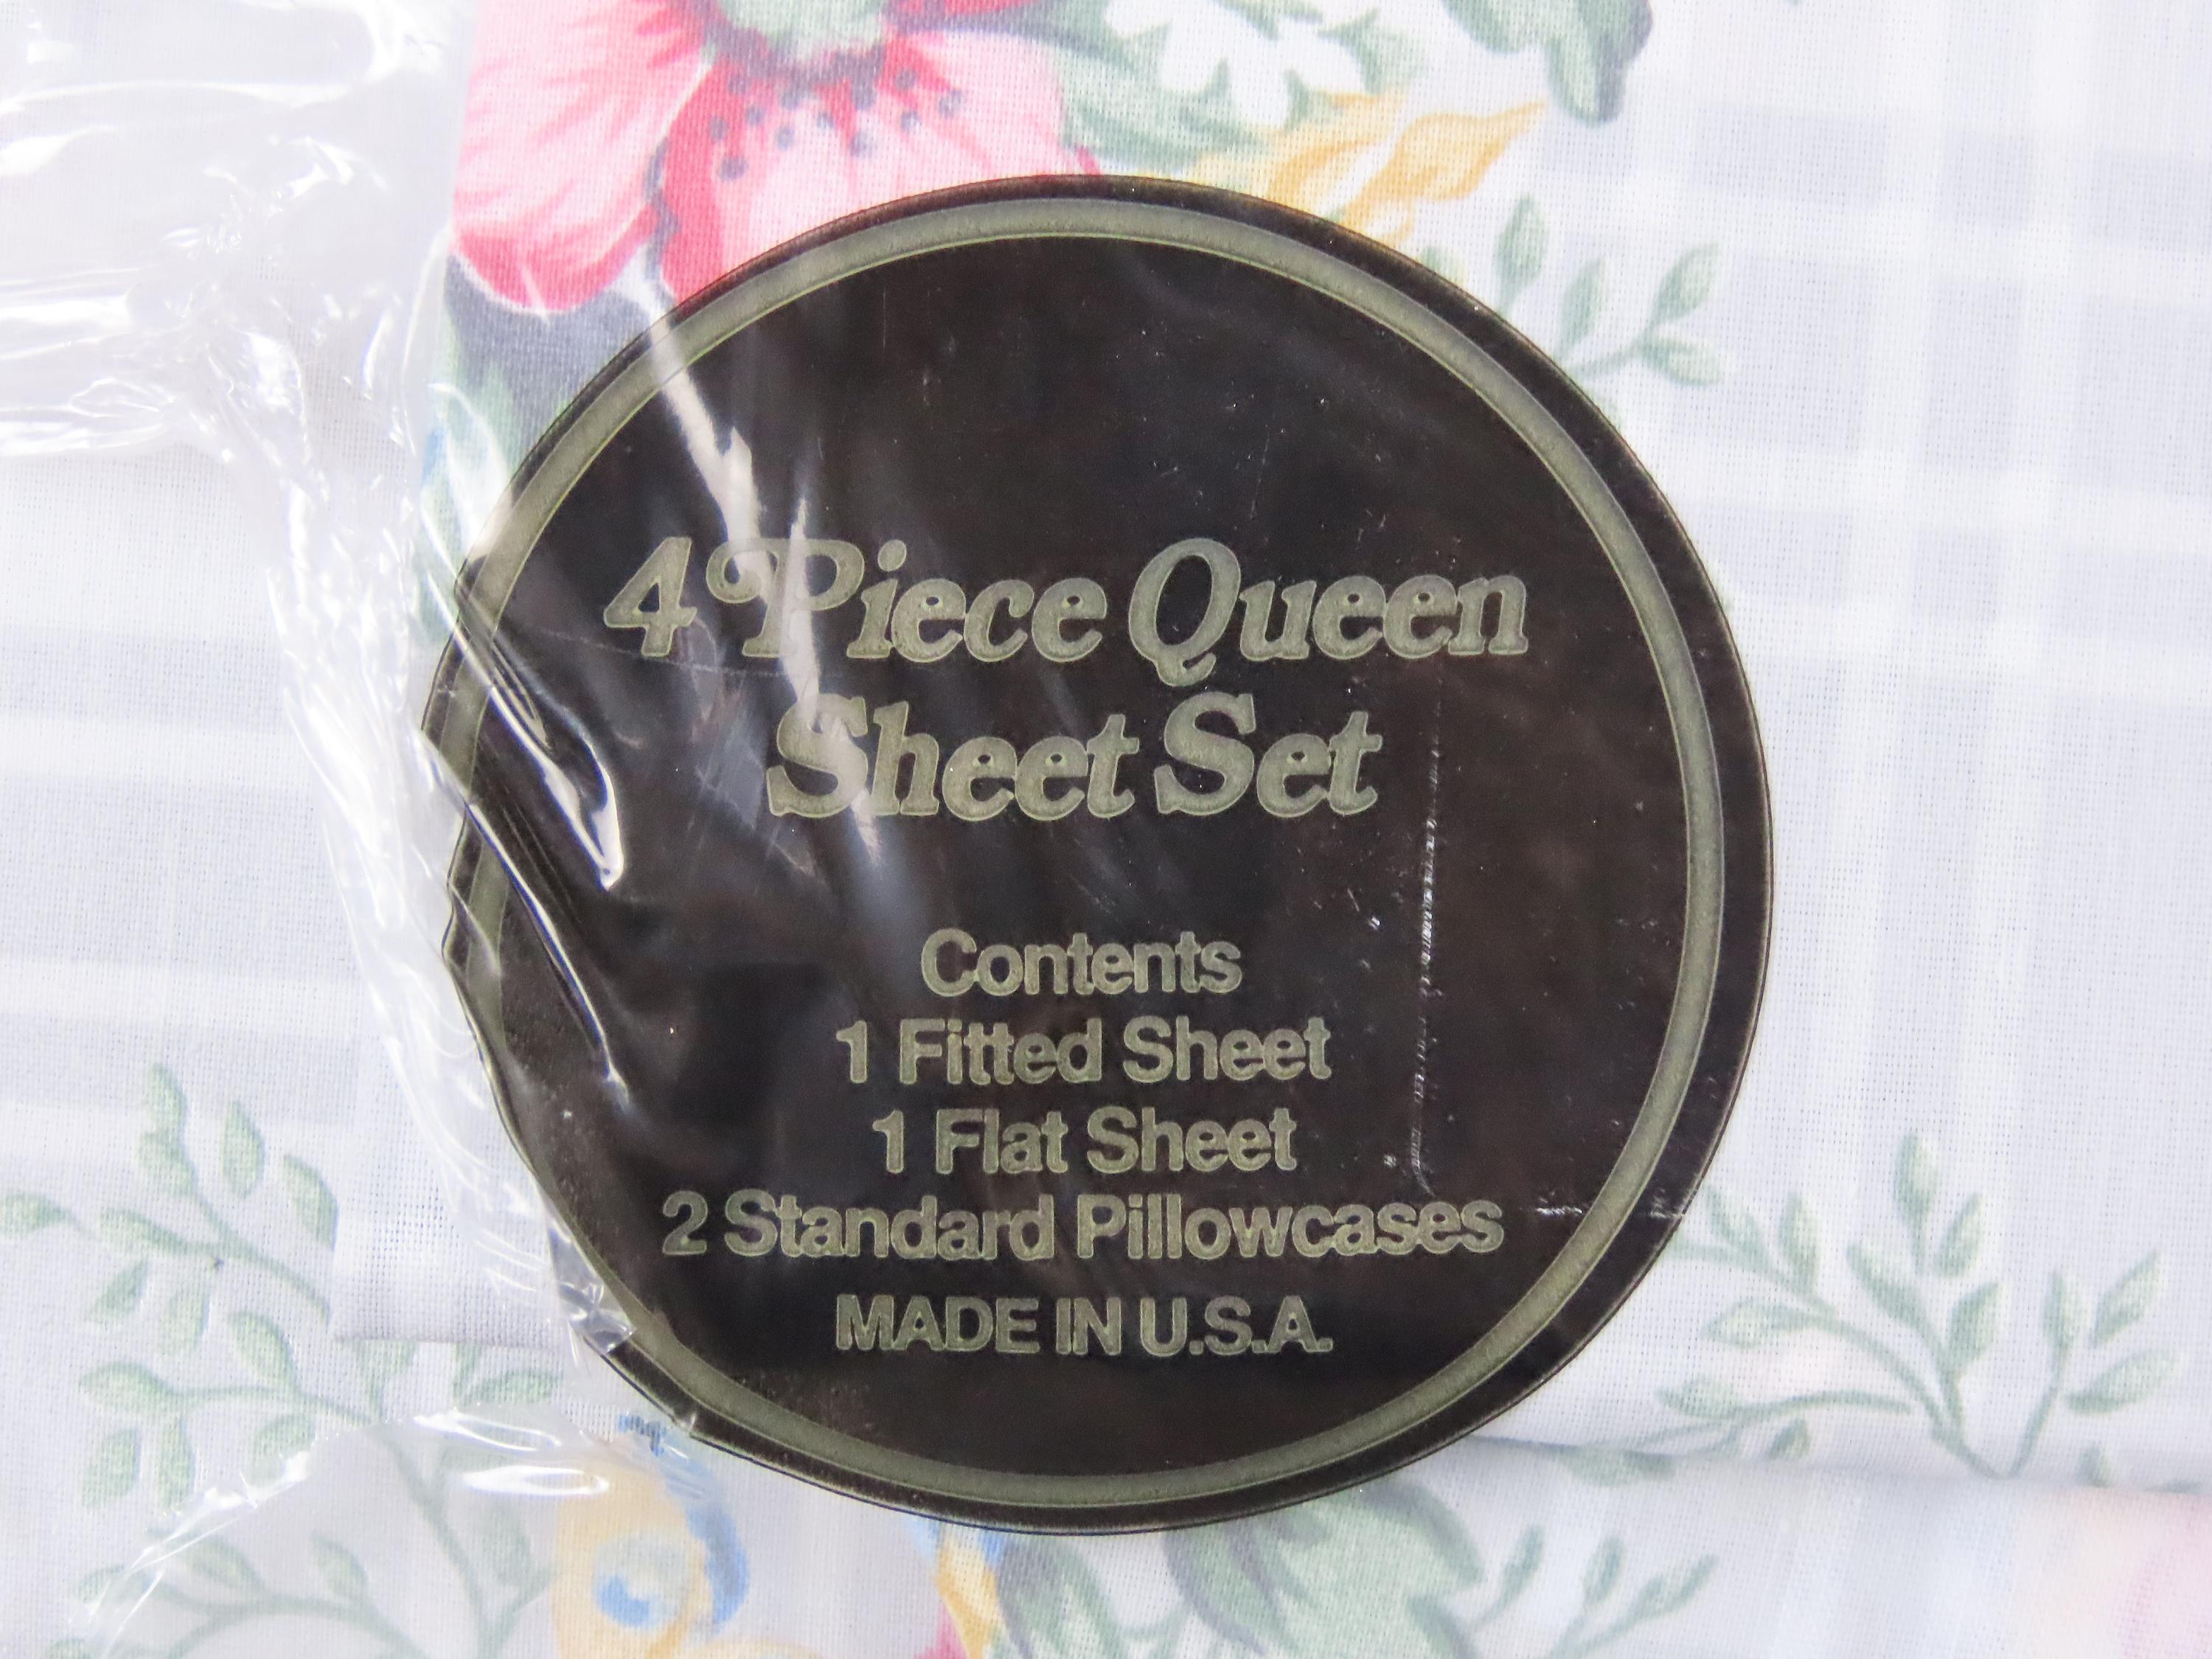 4 Piece Queen
Sheet Set
Contents
1 Fitted Sheet
1 Flat Sheet
2 Standard Pillowcases
MADE IN U.S.A.